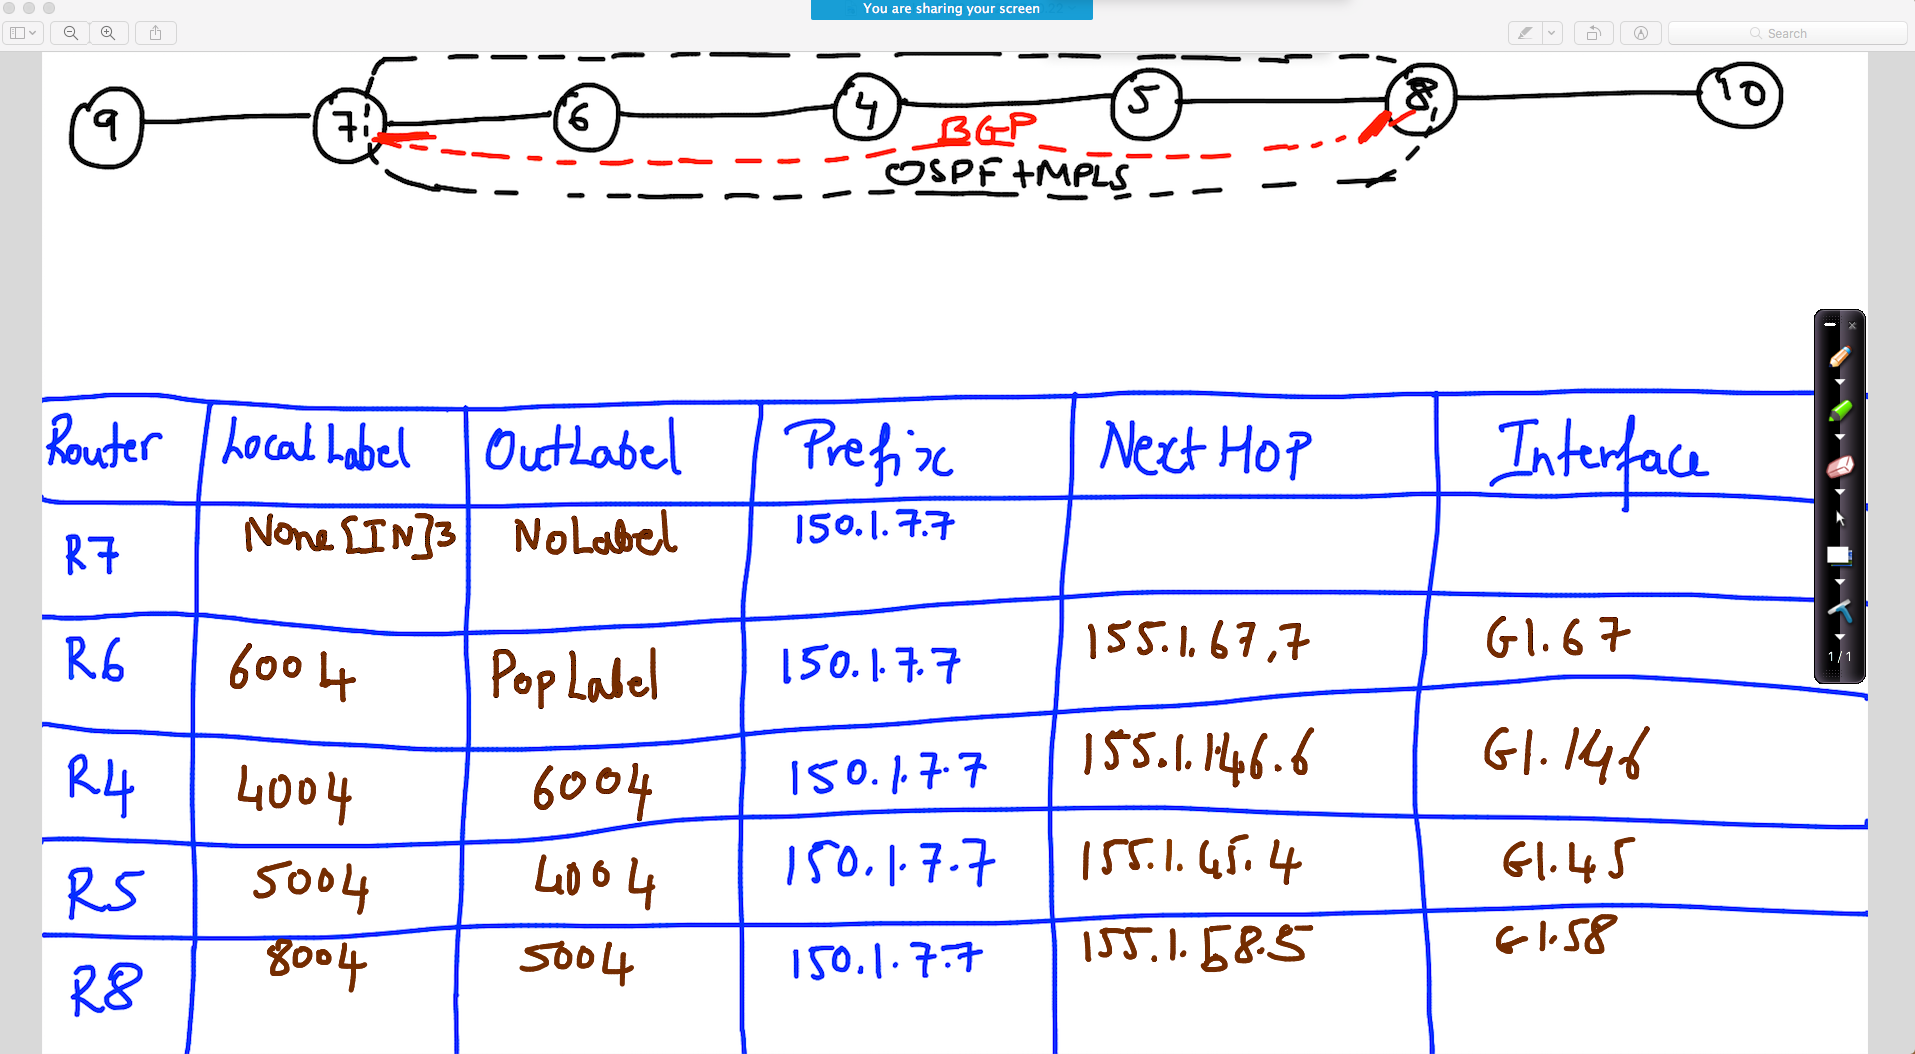 You are sharing your screen
Search
9 7 6 4 5 8 10
BGP
OSPF+MPLS
Router Local Label OutLabel Prefix Next HOP Interface
R7 None [IN]3 NoLabel 150.1.7.7
R6 6004 Pop Label 150.1.7.7 155.1.67.7 G1.67
R4 4004 6004 150.1.7.7 155.1.146.6 G1.146
R5 5004 4004 150.1.7.7 155.1.45.4 G1.45
R8 8004 5004 150.1.7.7 155.1.58.5 G1.58
1/1